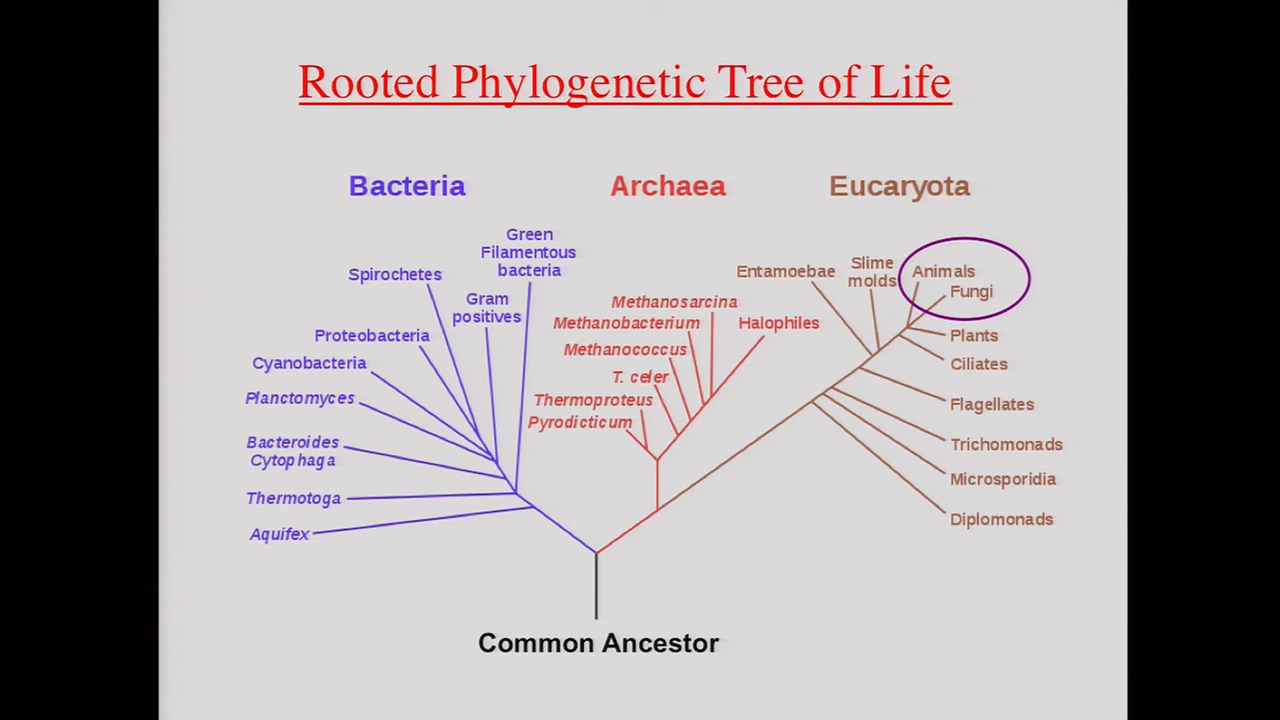 Rooted Phylogenetic Tree of Life
Bacteria
Archaea
Eucaryota
Green
Filamentous
bacteria
Spirochetes
Gram
positives
Proteobacteria
Cyanobacteria
Planctomyces
Bacteroides
Cytophaga
Thermotoga
Aquifex
Methanosarcina
Methanobacterium
Halophiles
Methanococcus
T. celer
Thermoproteus
Pyrodicticum
Entamoebae
Slime
molds
Animals
Fungi
Plants
Ciliates
Flagellates
Trichomonads
Microsporidia
Diplomonads
Common Ancestor